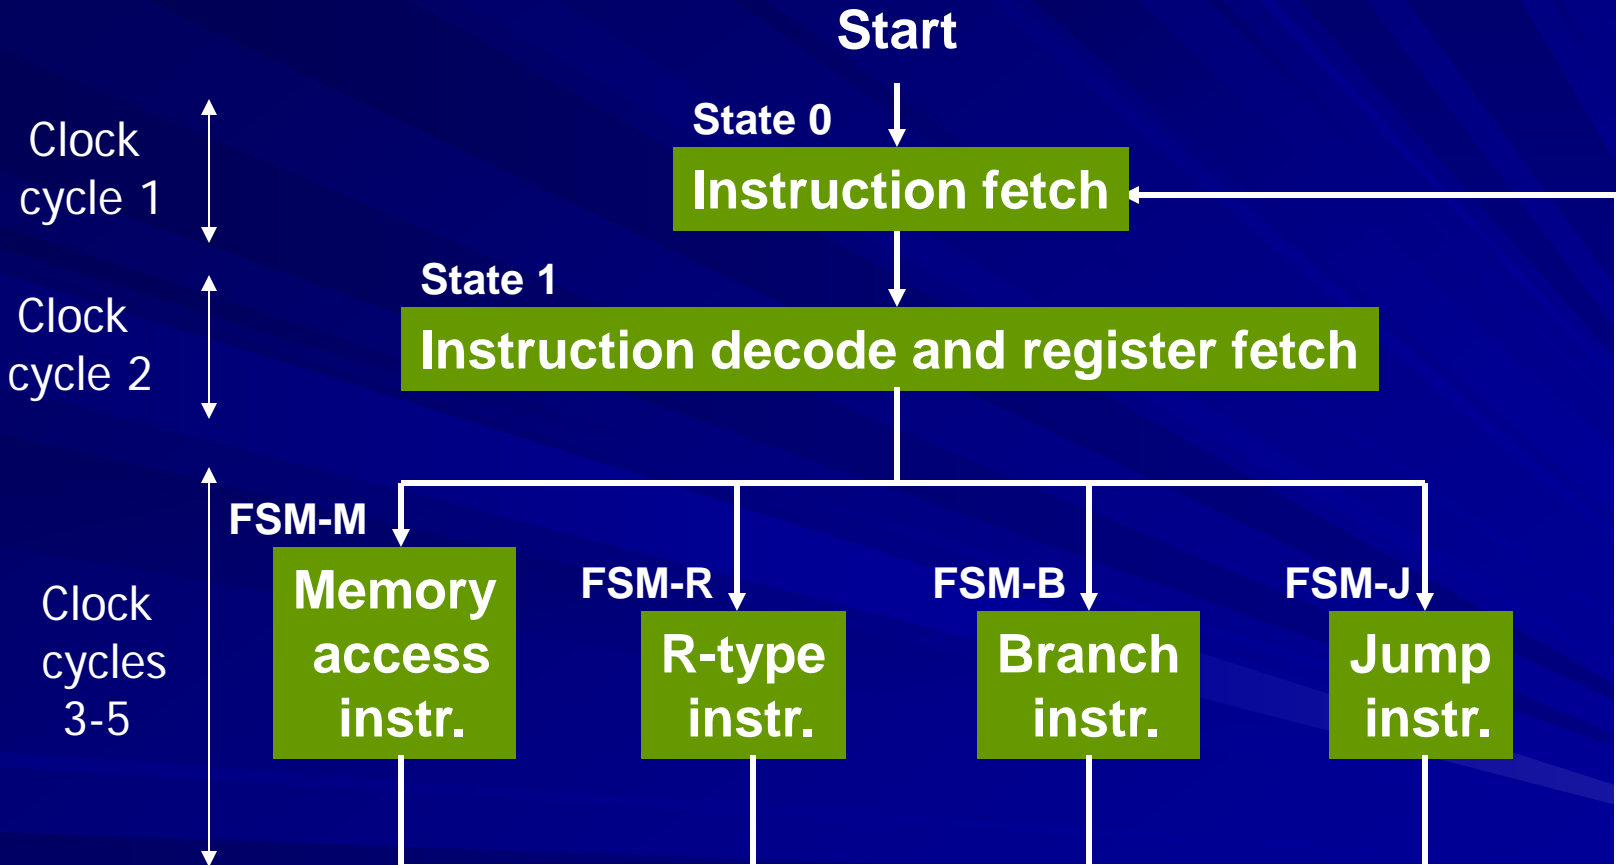 Start
Clock
cycle 1
State 0
Instruction fetch
State 1
Clock
cycle 2
Instruction decode and register fetch
Clock
cycles
3-5
FSM-M
Memory
access
instr.
FSM-R
R-type
instr.
FSM-B
Branch
instr.
FSM-J
Jump
instr.